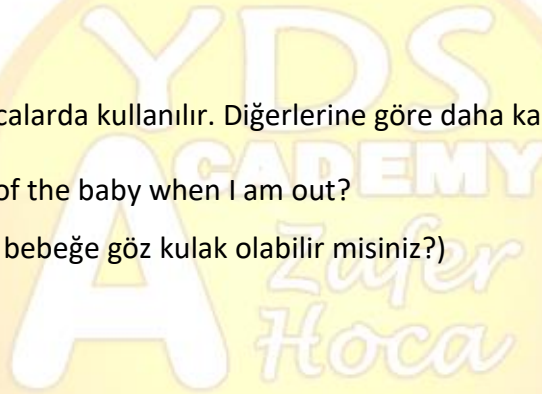 YDS
ACADEMY
A
Zafer
Hoca
calarda kullanılır. Diğerlerine göre daha ka
of the baby when I am out?
bebeğe göz kulak olabilir misiniz?)